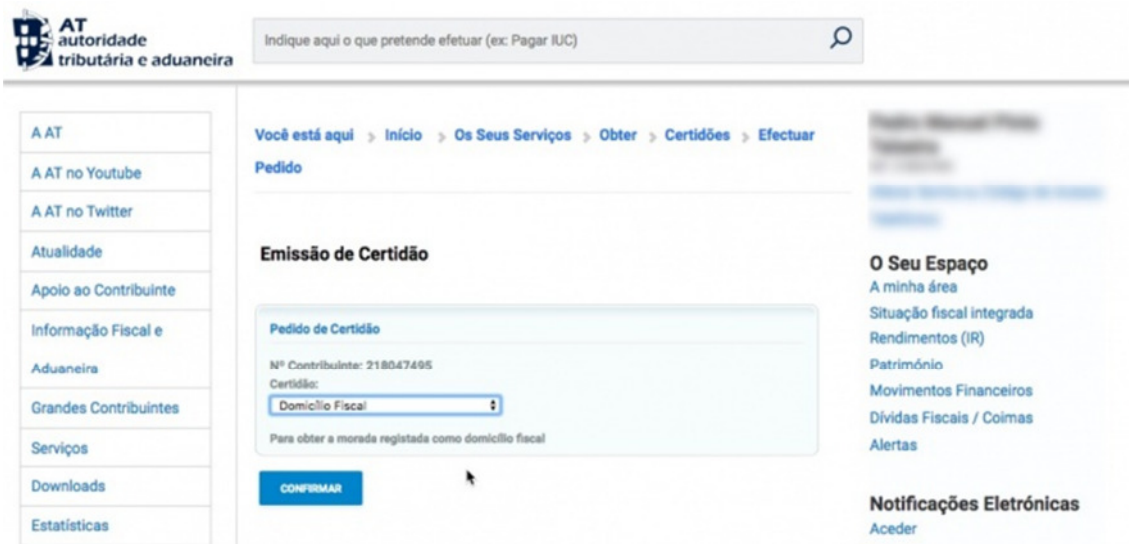 AT
autoridade
tributária e aduaneira
Indique aqui o que pretende efetuar (ex: Pagar IUC)
A AT
A AT no Youtube
A AT no Twitter
Atualidade
Apoio ao Contribuinte
Informação Fiscal e
Aduaneira
Grandes Contribuintes
Serviços
Downloads
Estatísticas
Você está aqui > Início > Os Seus Serviços > Obter > Certidões > Efectuar
Pedido
Emissão de Certidão
Pedido de Certidão
Nº Contribuinte: 218047495
Certidão:
Domicílio Fiscal
Para obter a morada registada como domicílio fiscal
CONFIRMAR
O Seu Espaço
A minha área
Situação fiscal integrada
Rendimentos (IR)
Património
Movimentos Financeiros
Dívidas Fiscais / Coimas
Alertas
Notificações Eletrónicas
Aceder